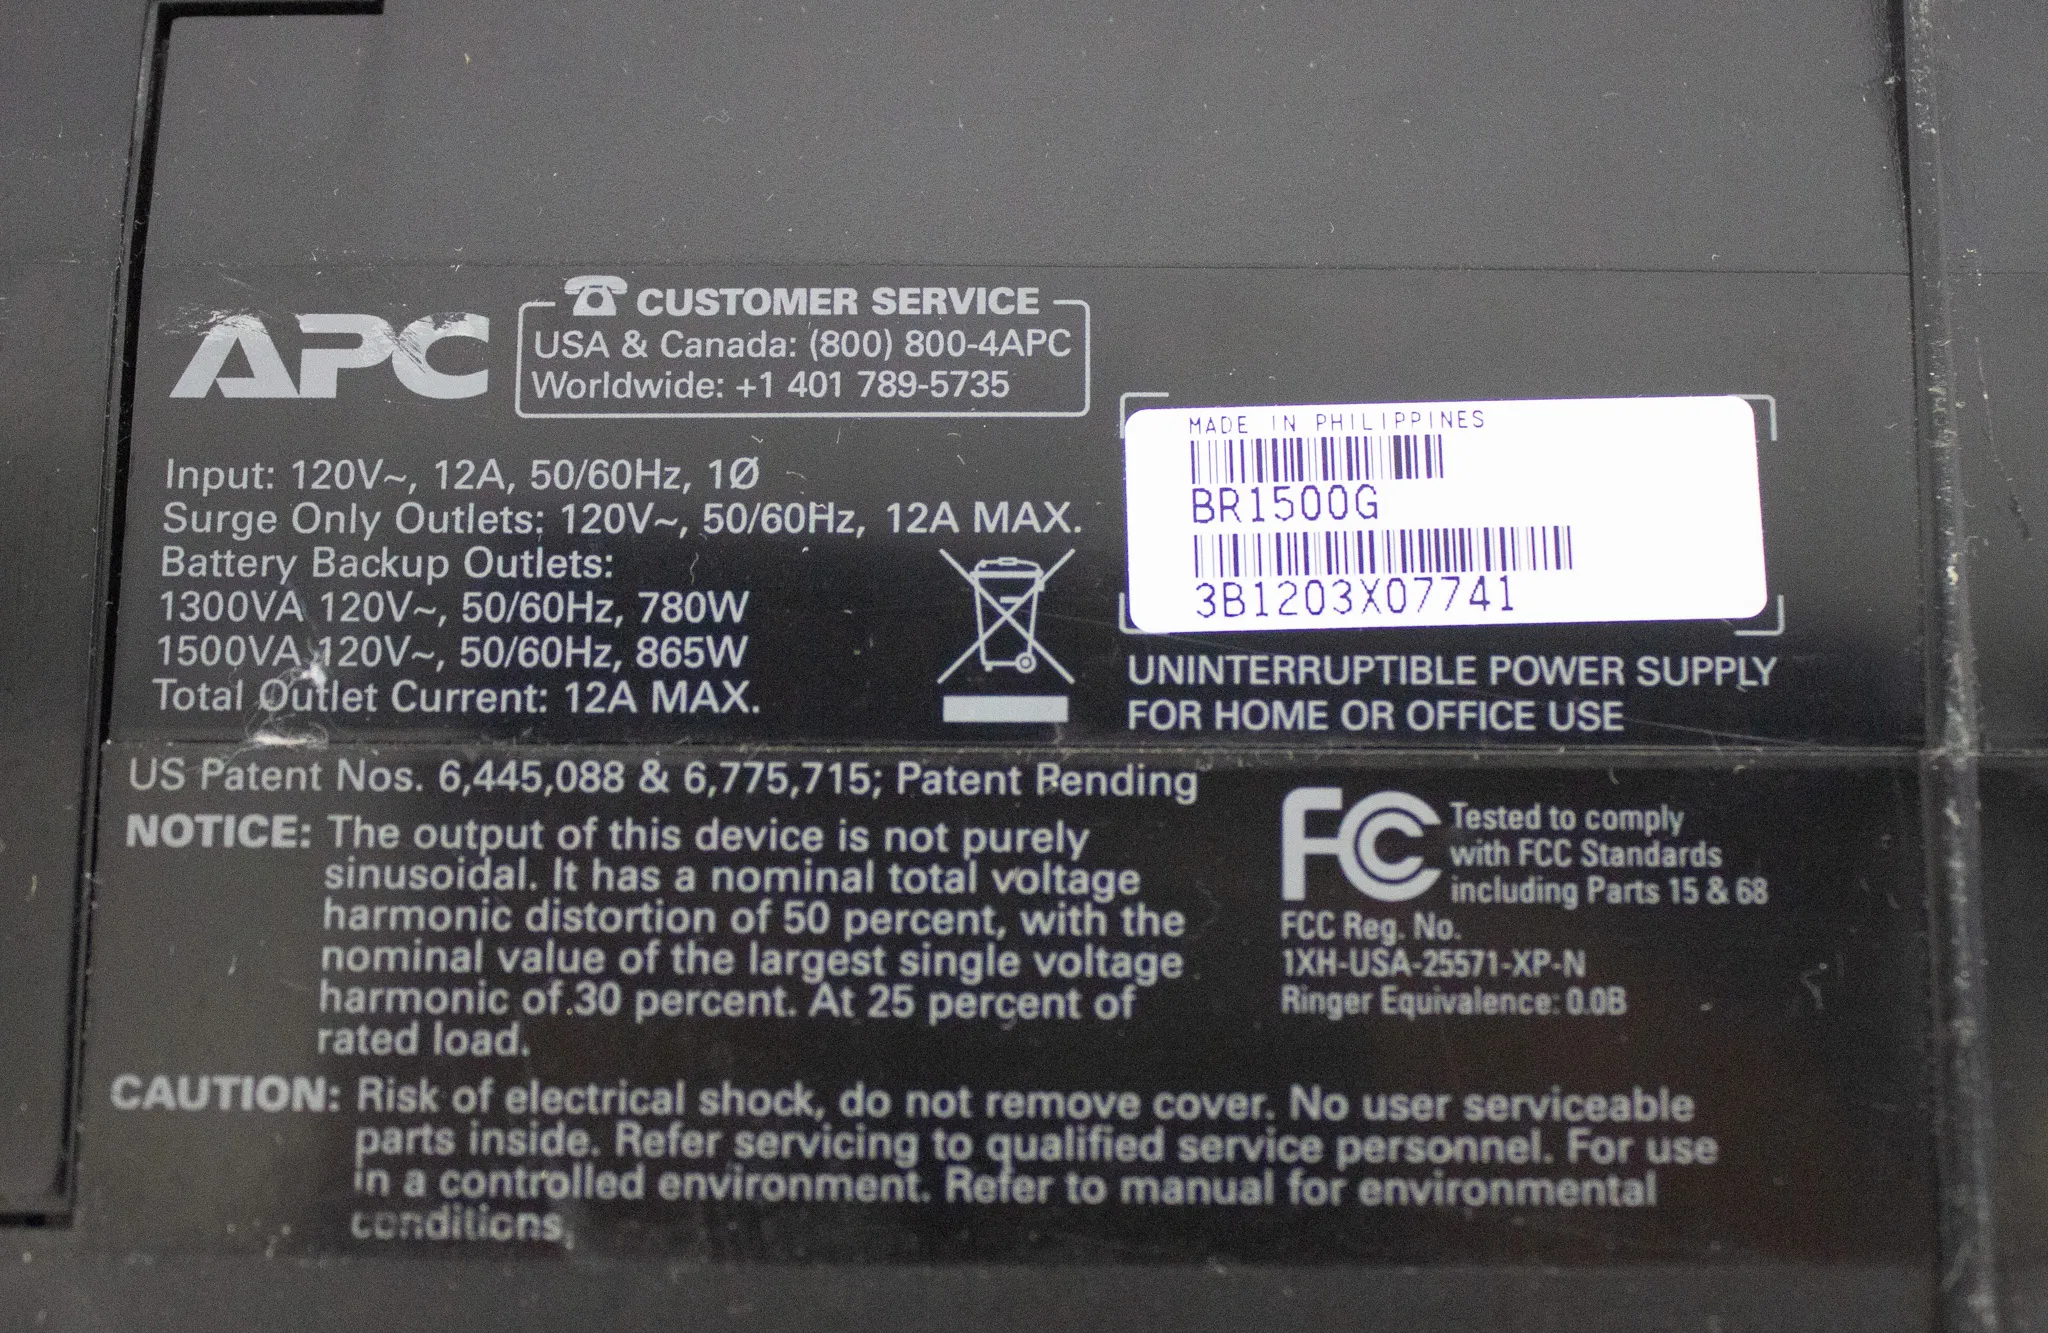 APC
CUSTOMER SERVICE
USA & Canada: (800) 800-4APC
Worldwide: +1 401 789-5735
Input: 120V~, 12A, 50/60Hz, 1Ø
Surge Only Outlets: 120V~, 50/60Hz, 12A MAX.
Battery Backup Outlets:
1300VA 120V~, 50/60Hz, 780W
1500VA 120V~, 50/60Hz, 865W
Total Outlet Current: 12A MAX.
MADE IN PHILIPPINES
BR1500G
3B1203X07741
UNINTERRUPTIBLE POWER SUPPLY
FOR HOME OR OFFICE USE
US Patent Nos. 6,445,088 & 6,775,715; Patent Pending
NOTICE: The output of this device is not purely
sinusoidal. It has a nominal total voltage
harmonic distortion of 50 percent, with the
nominal value of the largest single voltage
harmonic of 30 percent. At 25 percent of
rated load.
FC Tested to comply
with FCC Standards
including Parts 15 & 68
FCC Reg. No.
1XH-USA-25571-XP-N
Ringer Equivalence: 0.0B
CAUTION: Risk of electrical shock, do not remove cover. No user serviceable
parts inside. Refer servicing to qualified service personnel. For use
in a controlled environment. Refer to manual for environmental
conditions.